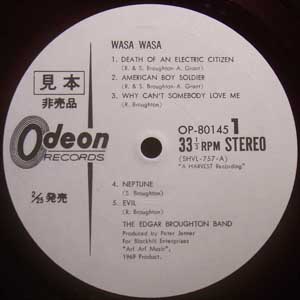 WASA WASA
1. DEATH OF AN ELECTRIC CITIZEN
(R. & S. Broughton- A. Grant)
2. AMERICAN BOY SOLDIER
(R. & S. Broughton- A. Grant)
3. WHY CAN'T SOMEBODY LOVE ME
(R. Broughton)
見本
非売品
Odeon
RECORDS
2/5発売
OP-80145 1
33 1/3 RPM STEREO
(SHVL-757-A)
"A HARVEST Recording"
4. NEPTUNE
(S. Broughton)
5. EVIL
(R. Broughton)
THE EDGAR BROUGHTON BAND
Produced by Peter Jenner
For Blackhill Enterprises
"Art Art Music",
1969 Product.